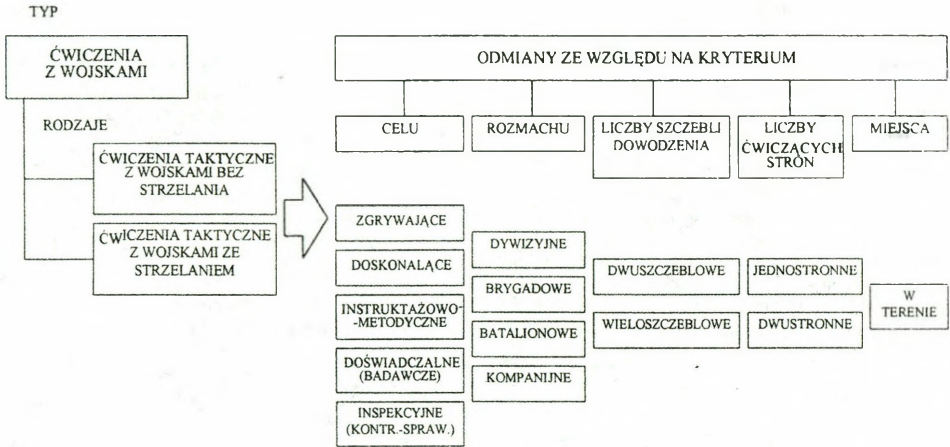 TYP
ĆWICZENIA
Z WOJSKAMI
RODZAJE
ĆWICZENIA TAKTYCZNE
Z WOJSKAMI BEZ
STRZELANIA
ĆWICZENIA TAKTYCZNE
Z WOJSKAMI ZE
STRZELANIEM
ODMIANY ZE WZGLĘDU NA KRYTERIUM
CELU
ROZMACHU
LICZBY SZCZEBLI
DOWODZENIA
LICZBY
ĆWICZĄCYCH
STRÓN
MIEJSCA
ZGRYWAJĄCE
DOSKONALĄCE
INSTRUKTAŻOWO-
-METODYCZNE
DOŚWIADCZALNE
(BADAWCZE)
INSPEKCYJNE
(KONTR.-SPRAW.)
DYWIZYJNE
BRYGADOWE
BATALIONOWE
KOMPANIJNE
DWUSZCZEBLOWE
WIELOSZCZEBLOWE
JEDNOSTRONNE
DWUSTRONNE
W
TERENIE